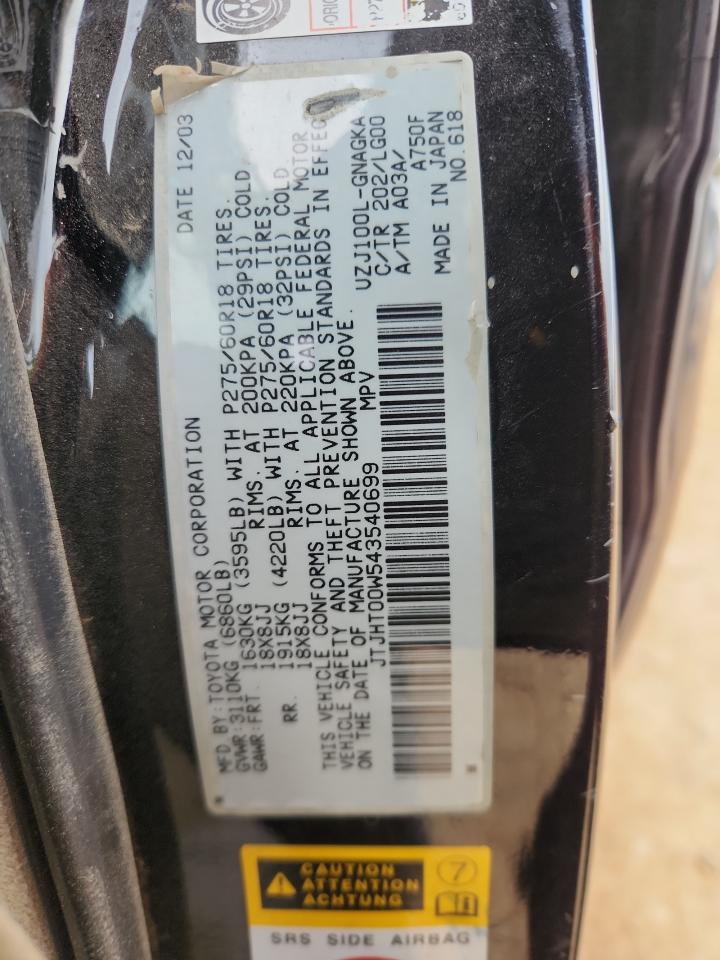 MFD BY:TOYOTA MOTOR CORPORATION DATE 12/03
GVWR:3110KG (6860LB)
GAWR:FRT. 1630KG (3595LB) WITH P275/60R18 TIRES.
18X8JJ RIMS. AT 200KPA (29PSI) COLD
RR. 1915KG (4220LB) WITH P275/60R18 TIRES.
18X8JJ RIMS. AT 220KPA (32PSI) COLD
THIS VEHICLE CONFORMS TO ALL APPLICABLE FEDERAL MOTOR
VEHICLE SAFETY AND THEFT PREVENTION STANDARDS IN EFFEC
ON THE DATE OF MANUFACTURE SHOWN ABOVE.
JTJHT00W543540699 MPV
UZJ100L-GNAGKA
C/TR 202/LG00
A/TM A03A/
A750F
MADE IN JAPAN
NO.618
CAUTION
ATTENTION
ACHTUNG
7
SRS SIDE AIRBAG